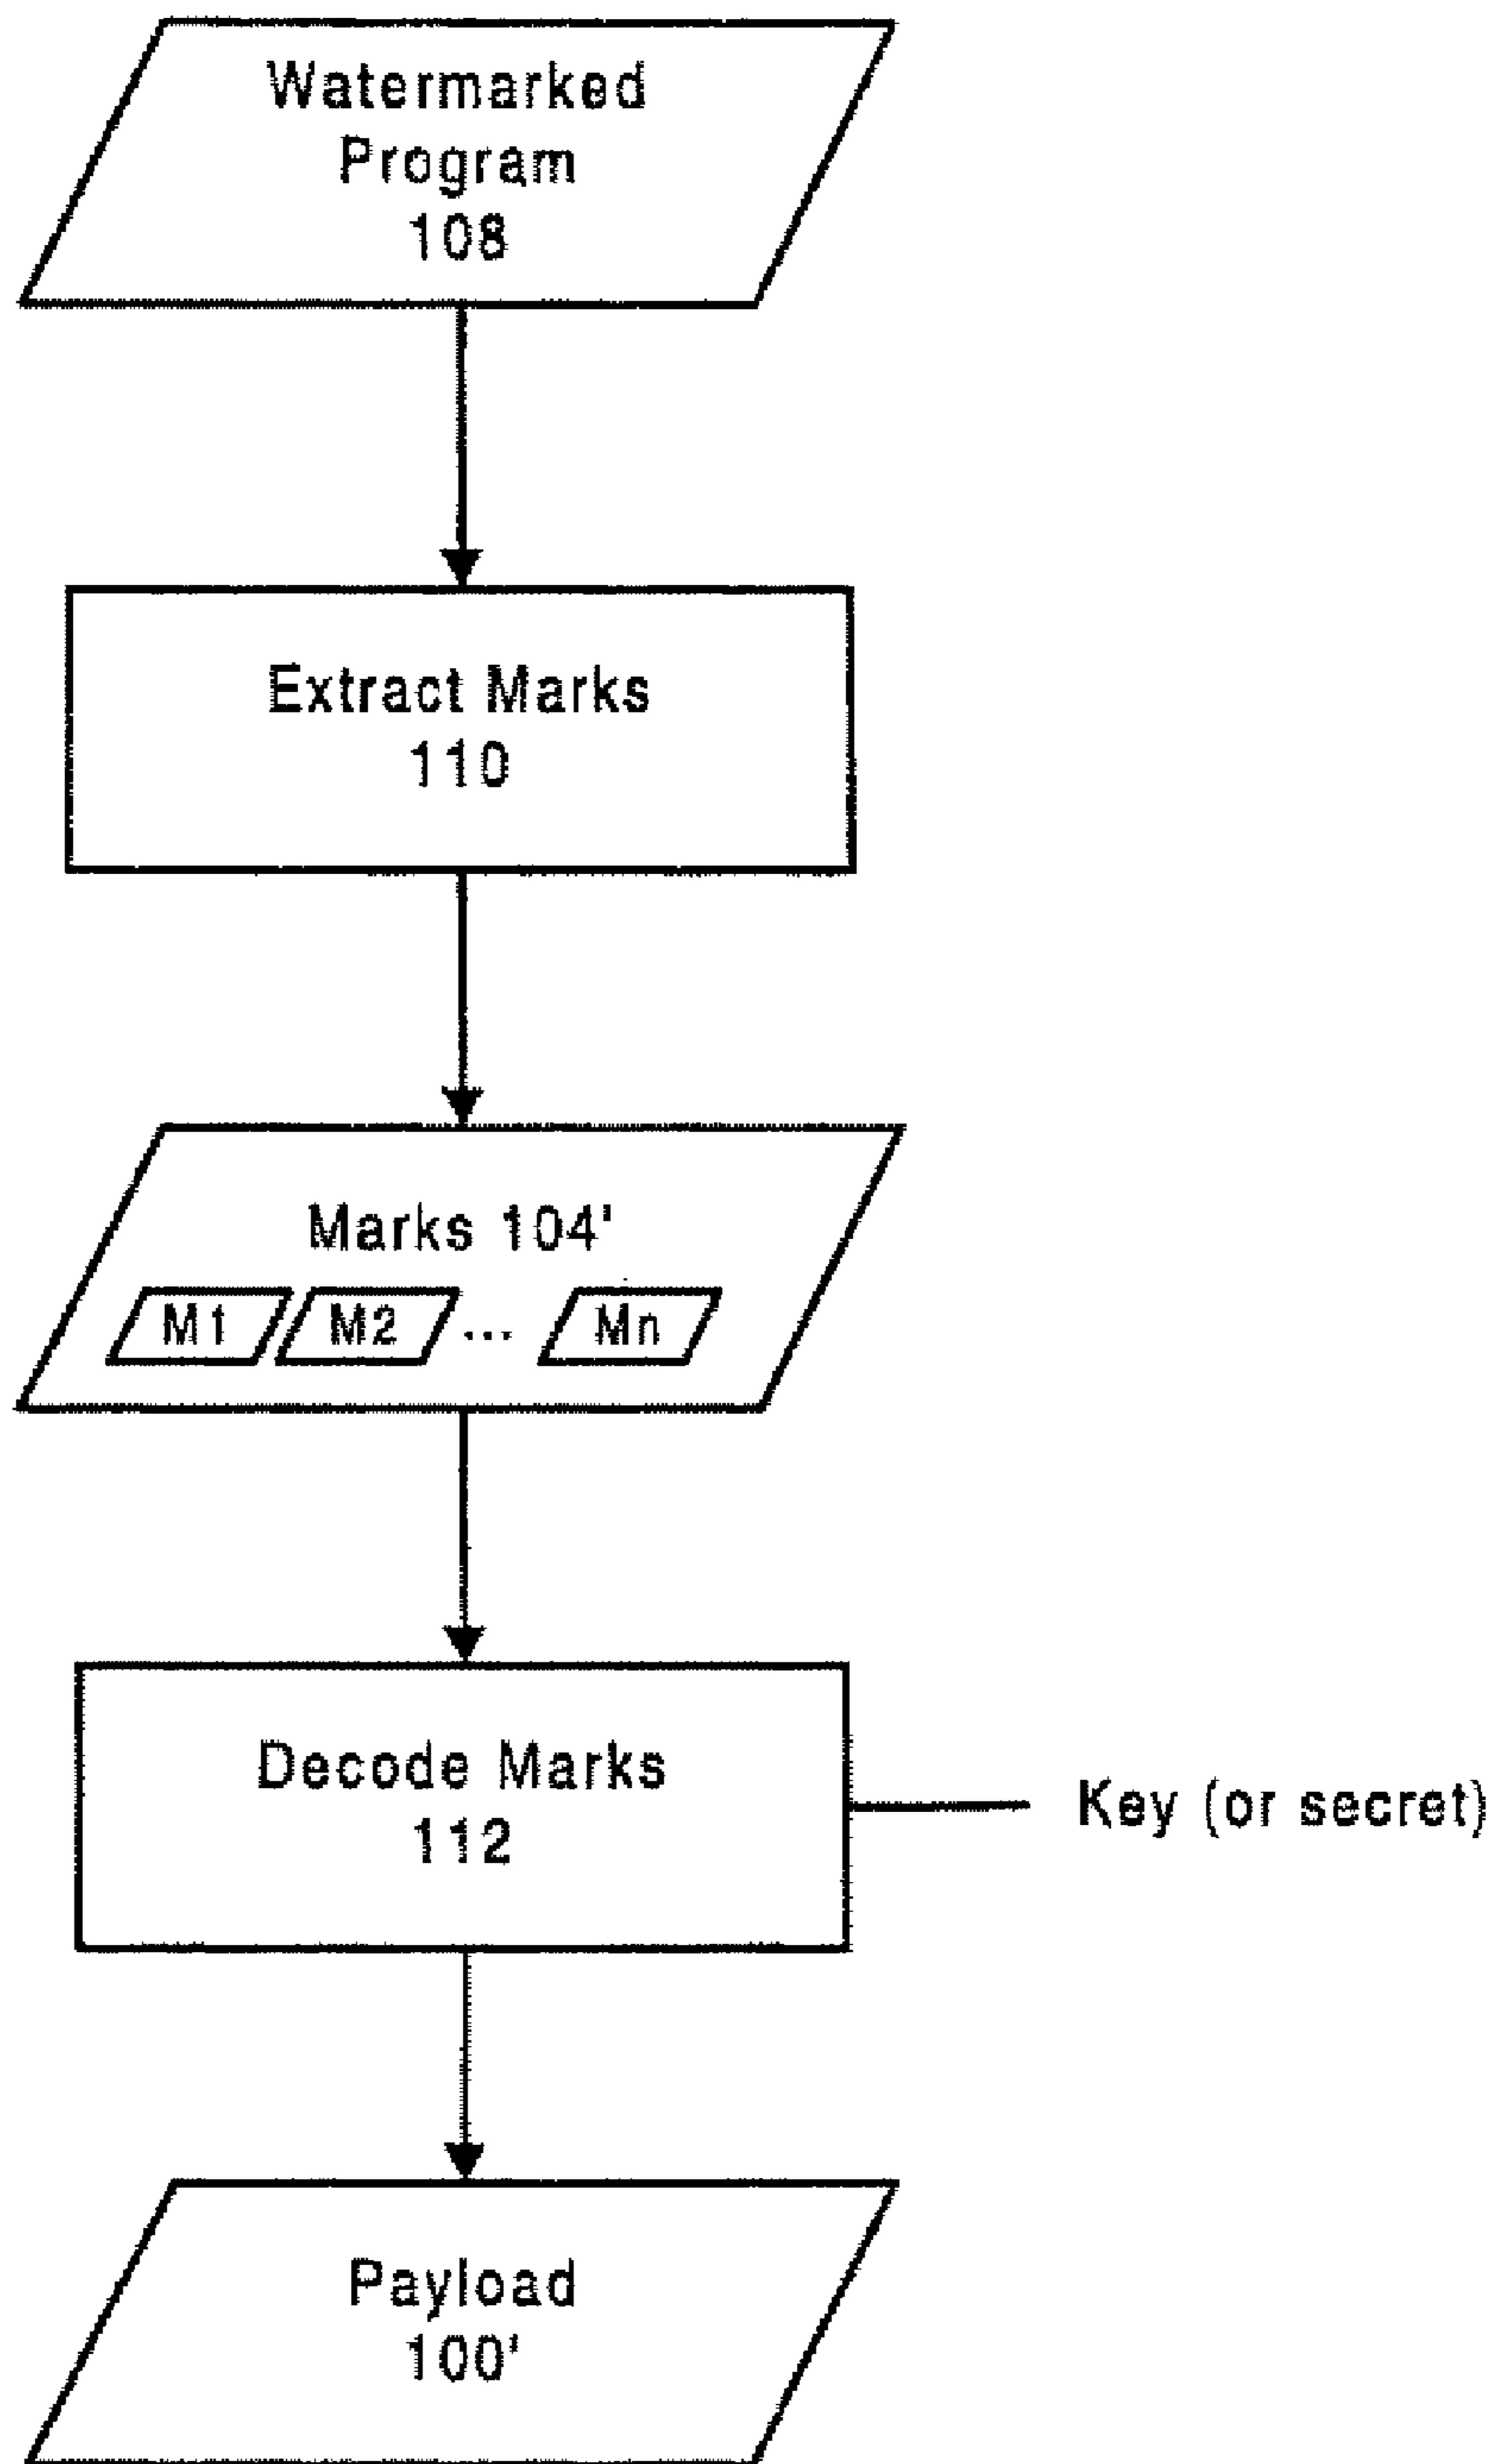 Watermarked
Program
108
Extract Marks
110
Marks 104'
M1 M2 ... Mn
Decode Marks
112
Key (or secret)
Payload
100'